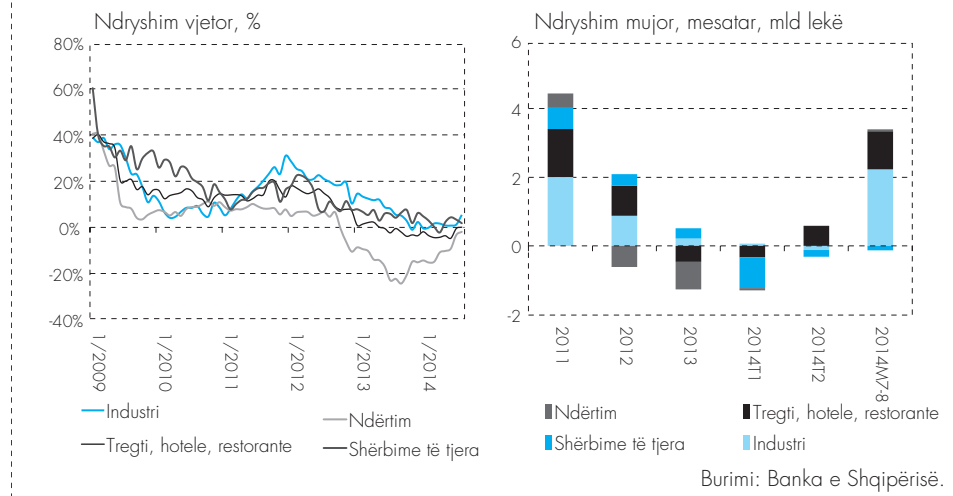 Ndryshim vjetor, %
80%
60%
40%
20%
0%
-20%
-40%
1/2009
1/2010
1/2011
1/2012
1/2013
1/2014
Industri
Ndërtim
Tregti, hotele, restorante
Shërbime të tjera
Ndryshim mujor, mesatar, mld lekë
6
4
2
0
-2
2011
2012
2013
2014T1
2014T2
2014M7-8
Ndërtim
Tregti, hotele, restorante
Shërbime të tjera
Industri
Burimi: Banka e Shqipërisë.